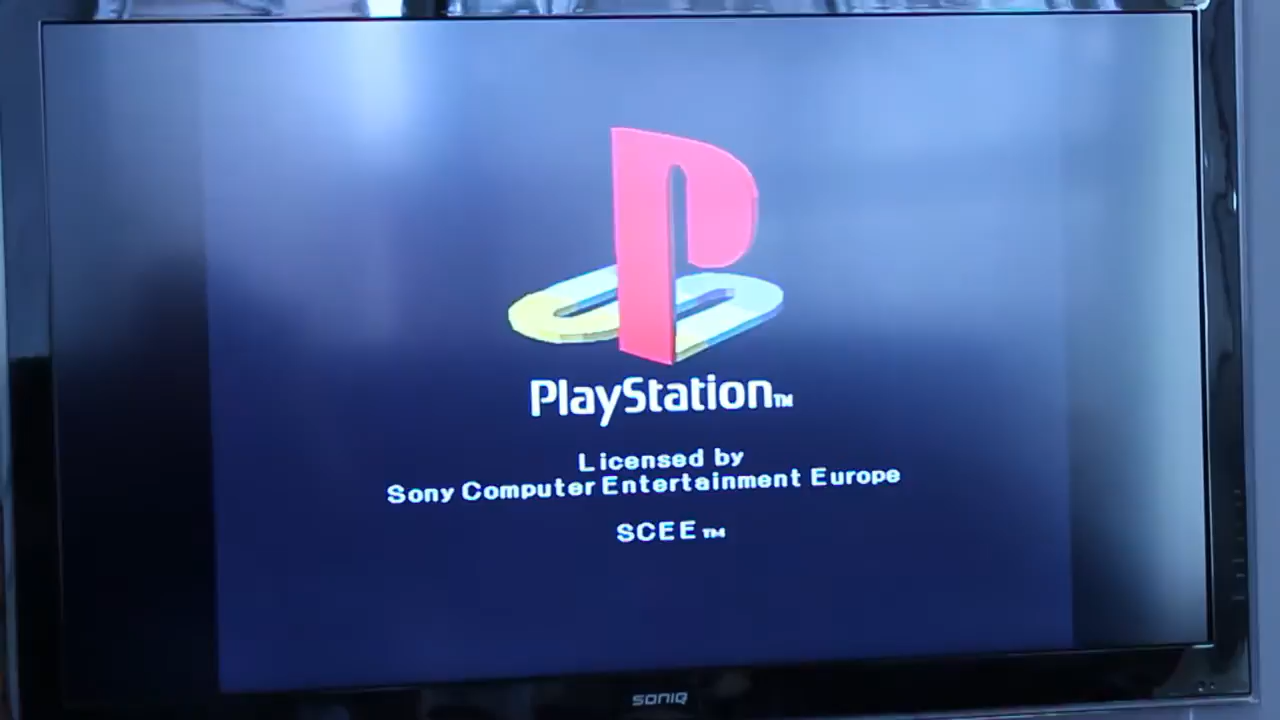 PlayStation™
Licensed by
Sony Computer Entertainment Europe
SCEE™
SONIQ